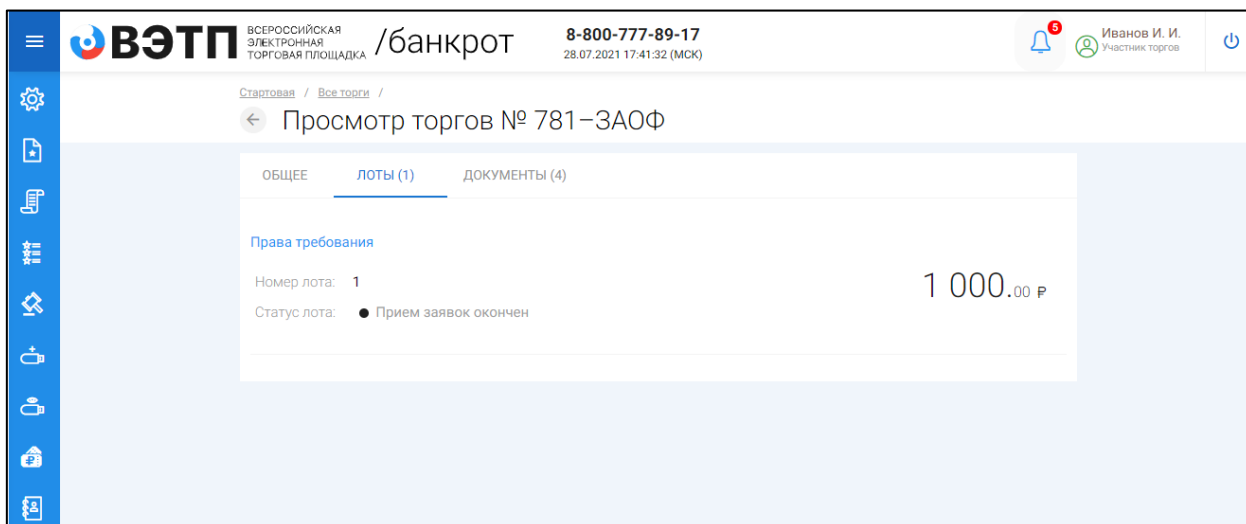 ВЭТП
ВСЕРОССИЙСКАЯ
ЭЛЕКТРОННАЯ
ТОРГОВАЯ ПЛОЩАДКА
/банкрот
8-800-777-89-17
28.07.2021 17:41:32 (МСК)
5
Иванов И. И.
Участник торгов
Стартовая / Все торги /
Просмотр торгов № 781–ЗАОФ
ОБЩЕЕ ЛОТЫ (1) ДОКУМЕНТЫ (4)
Права требования
Номер лота: 1
1 000.00 ₽
Статус лота: Прием заявок окончен